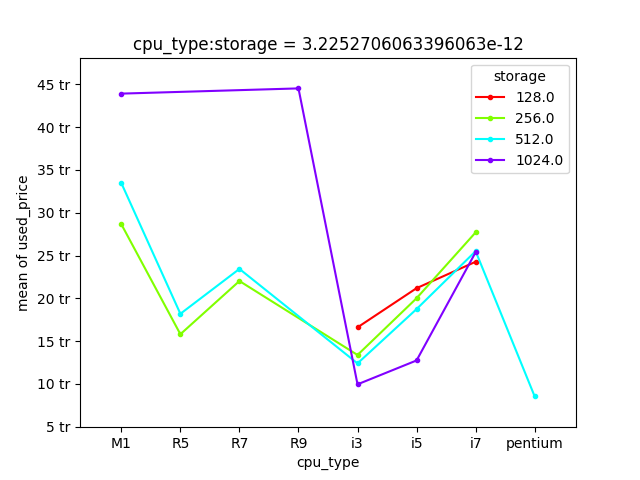 cpu_type:storage = 3.2252706063396063e-12
storage
128.0
256.0
512.0
1024.0
mean of used_price
45 tr
40 tr
35 tr
30 tr
25 tr
20 tr
15 tr
10 tr
5 tr
M1 R5 R7 R9 i3 i5 i7 pentium
cpu_type